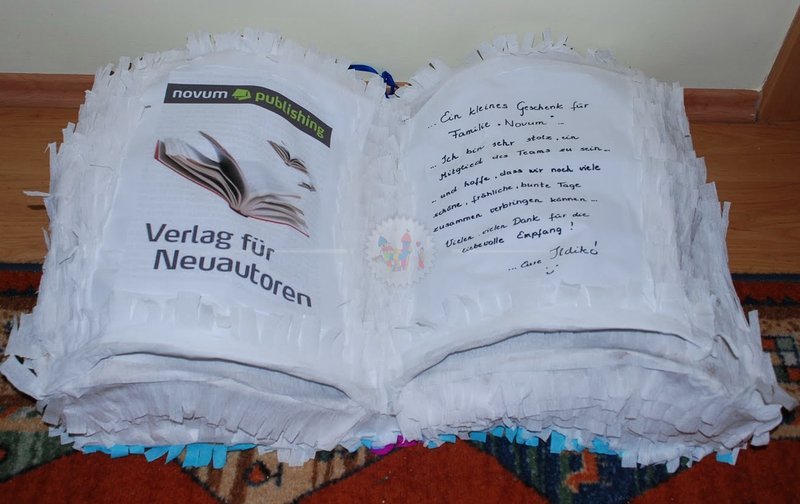 novum publishing
Verlag für
Neuautoren
... Ein kleines Geschenk für
Familie "Novum" ...
... Ich bin sehr stolz, ein
Mitglied des Teams zu sein...
... und hoffe, dass wir noch viele
schöne, fröhliche, bunte Tage
zusammen verbringen können...
Vielen, vielen Dank für die
liebevolle Empfang!
... Eure Ildikó